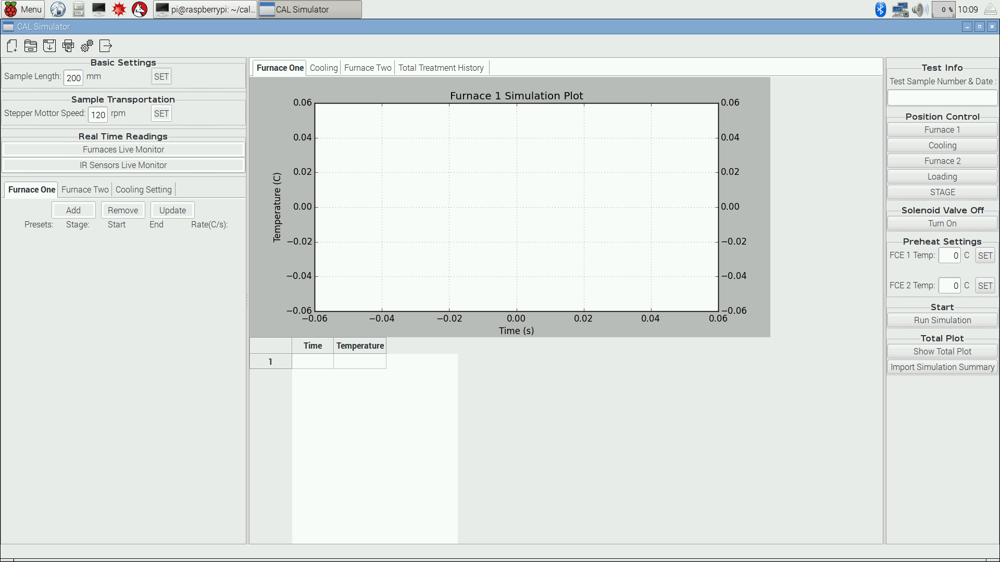 Menu pi@raspberrypi: ~/cal... CAL Simulator 0 % 10:09
CAL Simulator
Basic Settings
Sample Length: 200 mm SET
Sample Transportation
Stepper Mottor Speed: 120 rpm SET
Real Time Readings
Furnaces Live Monitor
IR Sensors Live Monitor
Furnace One Furnace Two Cooling Setting
Add Remove Update
Presets: Stage: Start End Rate(C/s):
Furnace One Cooling Furnace Two Total Treatment History
Furnace 1 Simulation Plot
0.06 0.06
0.04 0.04
0.02 0.02
0.00 0.00
−0.02 −0.02
−0.04 −0.04
−0.06 −0.06
Temperature (C)
−0.06 −0.04 −0.02 0.00 0.02 0.04 0.06
Time (s)
Time Temperature
1
Test Info
Test Sample Number & Date :
Position Control
Furnace 1
Cooling
Furnace 2
Loading
STAGE
Solenoid Valve Off
Turn On
Preheat Settings
FCE 1 Temp: 0 C SET
FCE 2 Temp: 0 C SET
Start
Run Simulation
Total Plot
Show Total Plot
Import Simulation Summary